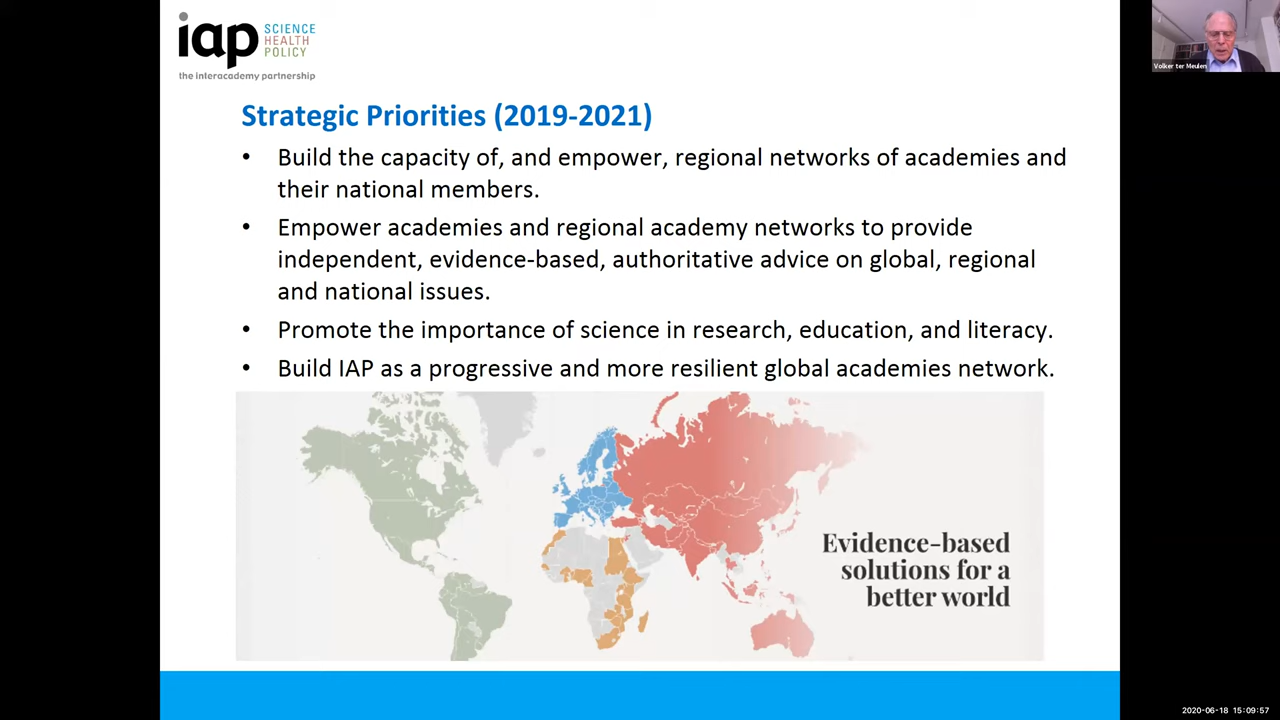 iap SCIENCE
HEALTH
POLICY
the interacademy partnership
Volker ter Meulen
Strategic Priorities (2019-2021)
• Build the capacity of, and empower, regional networks of academies and
their national members.
• Empower academies and regional academy networks to provide
independent, evidence-based, authoritative advice on global, regional
and national issues.
• Promote the importance of science in research, education, and literacy.
• Build IAP as a progressive and more resilient global academies network.
Evidence-based
solutions for a
better world
2020-06-18 15:09:57